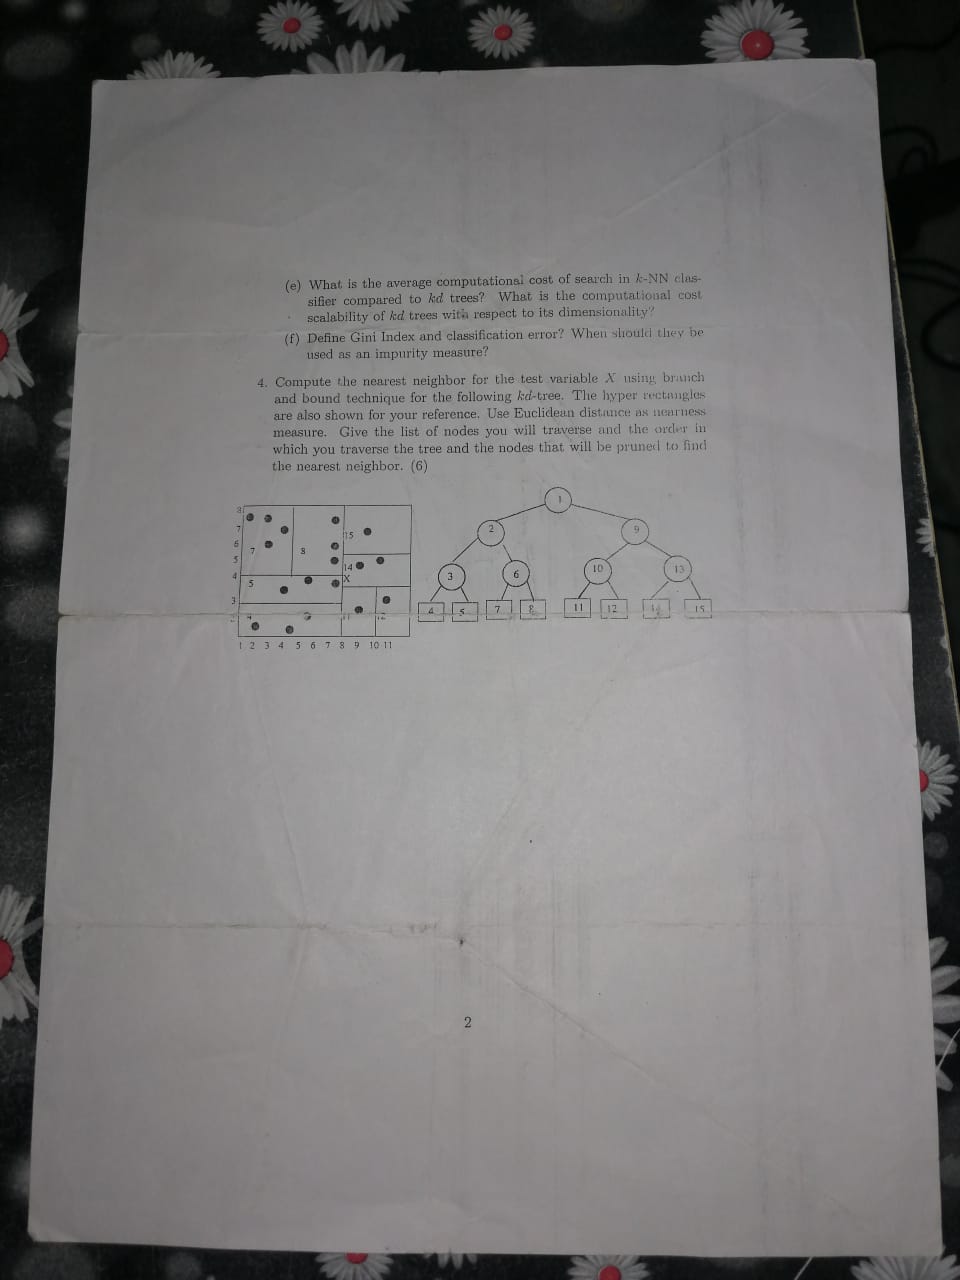 (e) What is the average computational cost of search in k-NN clas-
sifier compared to kd trees? What is the computational cost
scalability of kd trees with respect to its dimensionality?
(f) Define Gini Index and classification error? When should they be
used as an impurity measure?
4. Compute the nearest neighbor for the test variable X using branch
and bound technique for the following kd-tree. The hyper rectangles
are also shown for your reference. Use Euclidean distance as nearness
measure. Give the list of nodes you will traverse and the order in
which you traverse the tree and the nodes that will be pruned to find
the nearest neighbor. (6)
8
7
6
5
4
3
2
7
8
15
14
X
5
4
11
12
1 2 3 4 5 6 7 8 9 10 11
1
2
9
3
6
10
13
4
5
7
8
11
12
14
15
2